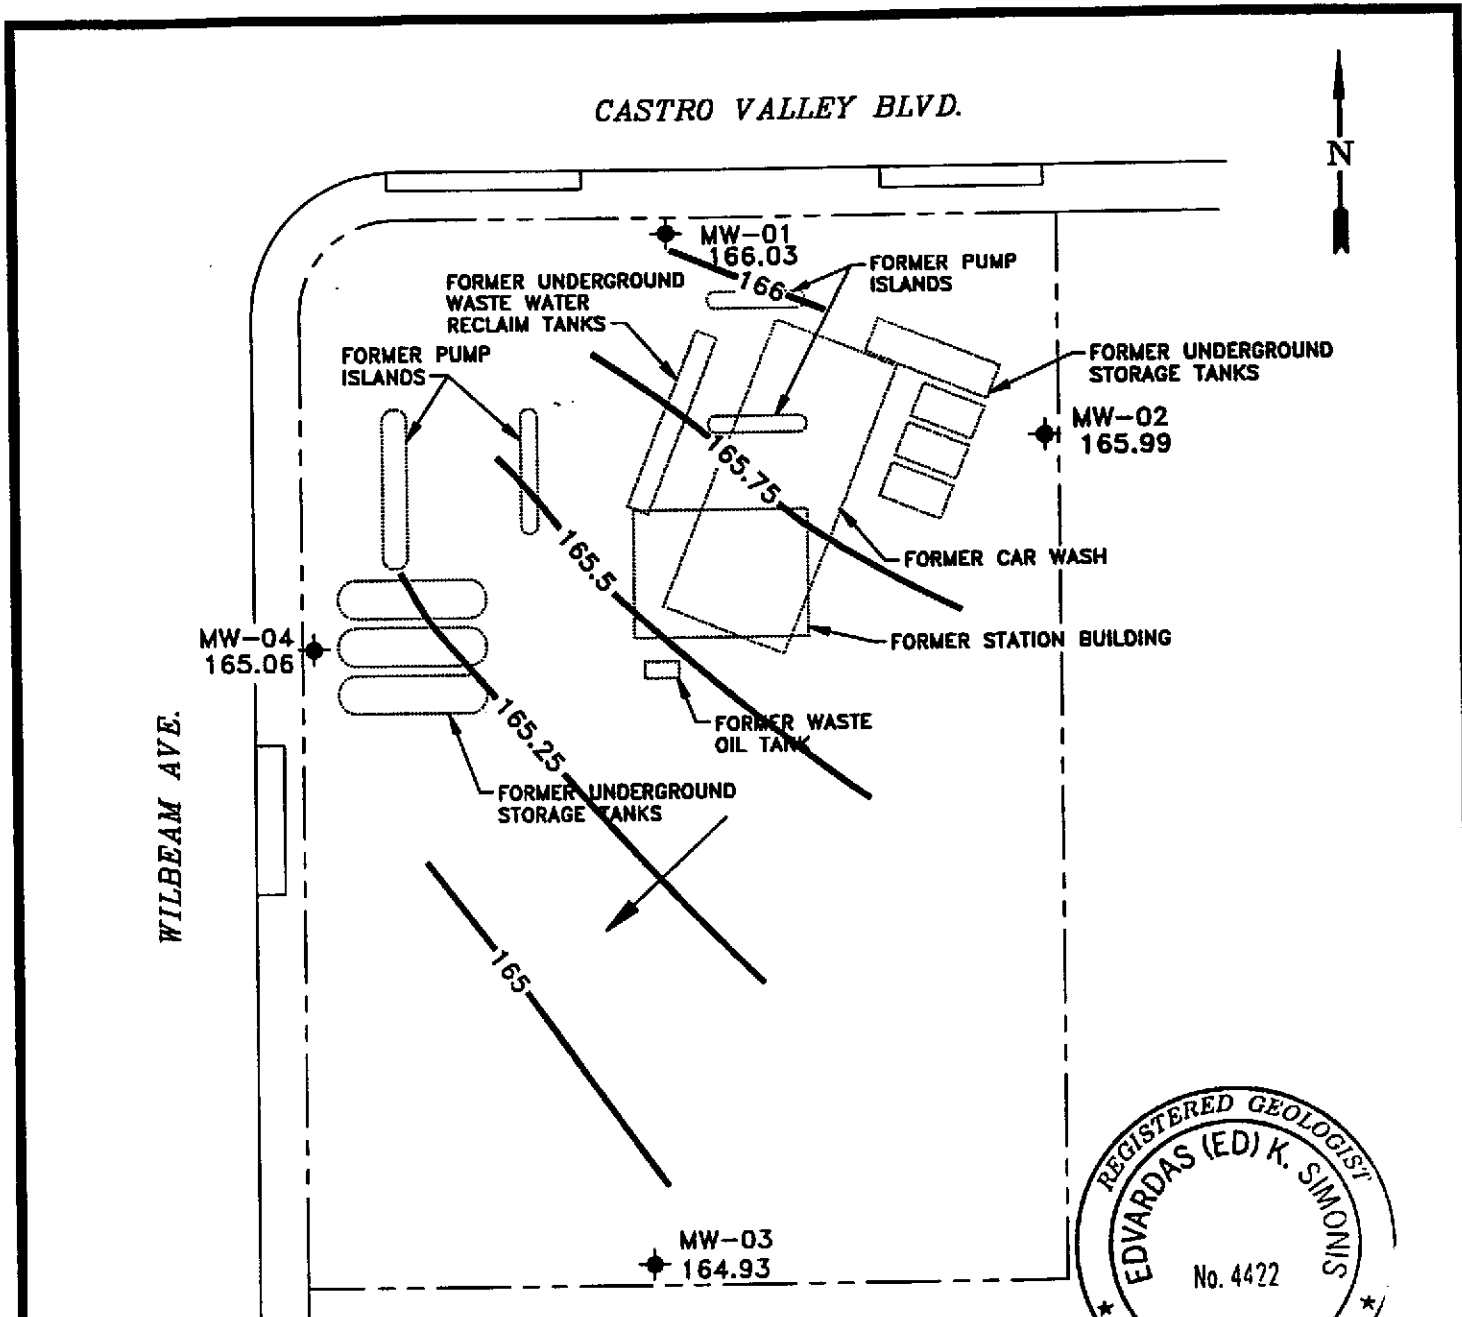 CASTRO VALLEY BLVD.
N
MW-01
166.03
FORMER PUMP
ISLANDS
166
FORMER UNDERGROUND
WASTE WATER
RECLAIM TANKS
FORMER PUMP
ISLANDS
FORMER UNDERGROUND
STORAGE TANKS
MW-02
165.99
165.75
165.5
FORMER CAR WASH
MW-04
165.06
FORMER STATION BUILDING
165.25
FORMER WASTE
OIL TANK
FORMER UNDERGROUND
STORAGE TANKS
WILBEAM AVE.
165
MW-03
164.93
REGISTERED GEOLOGIST
EDVARDAS (ED) K. SIMONIS
No. 4422